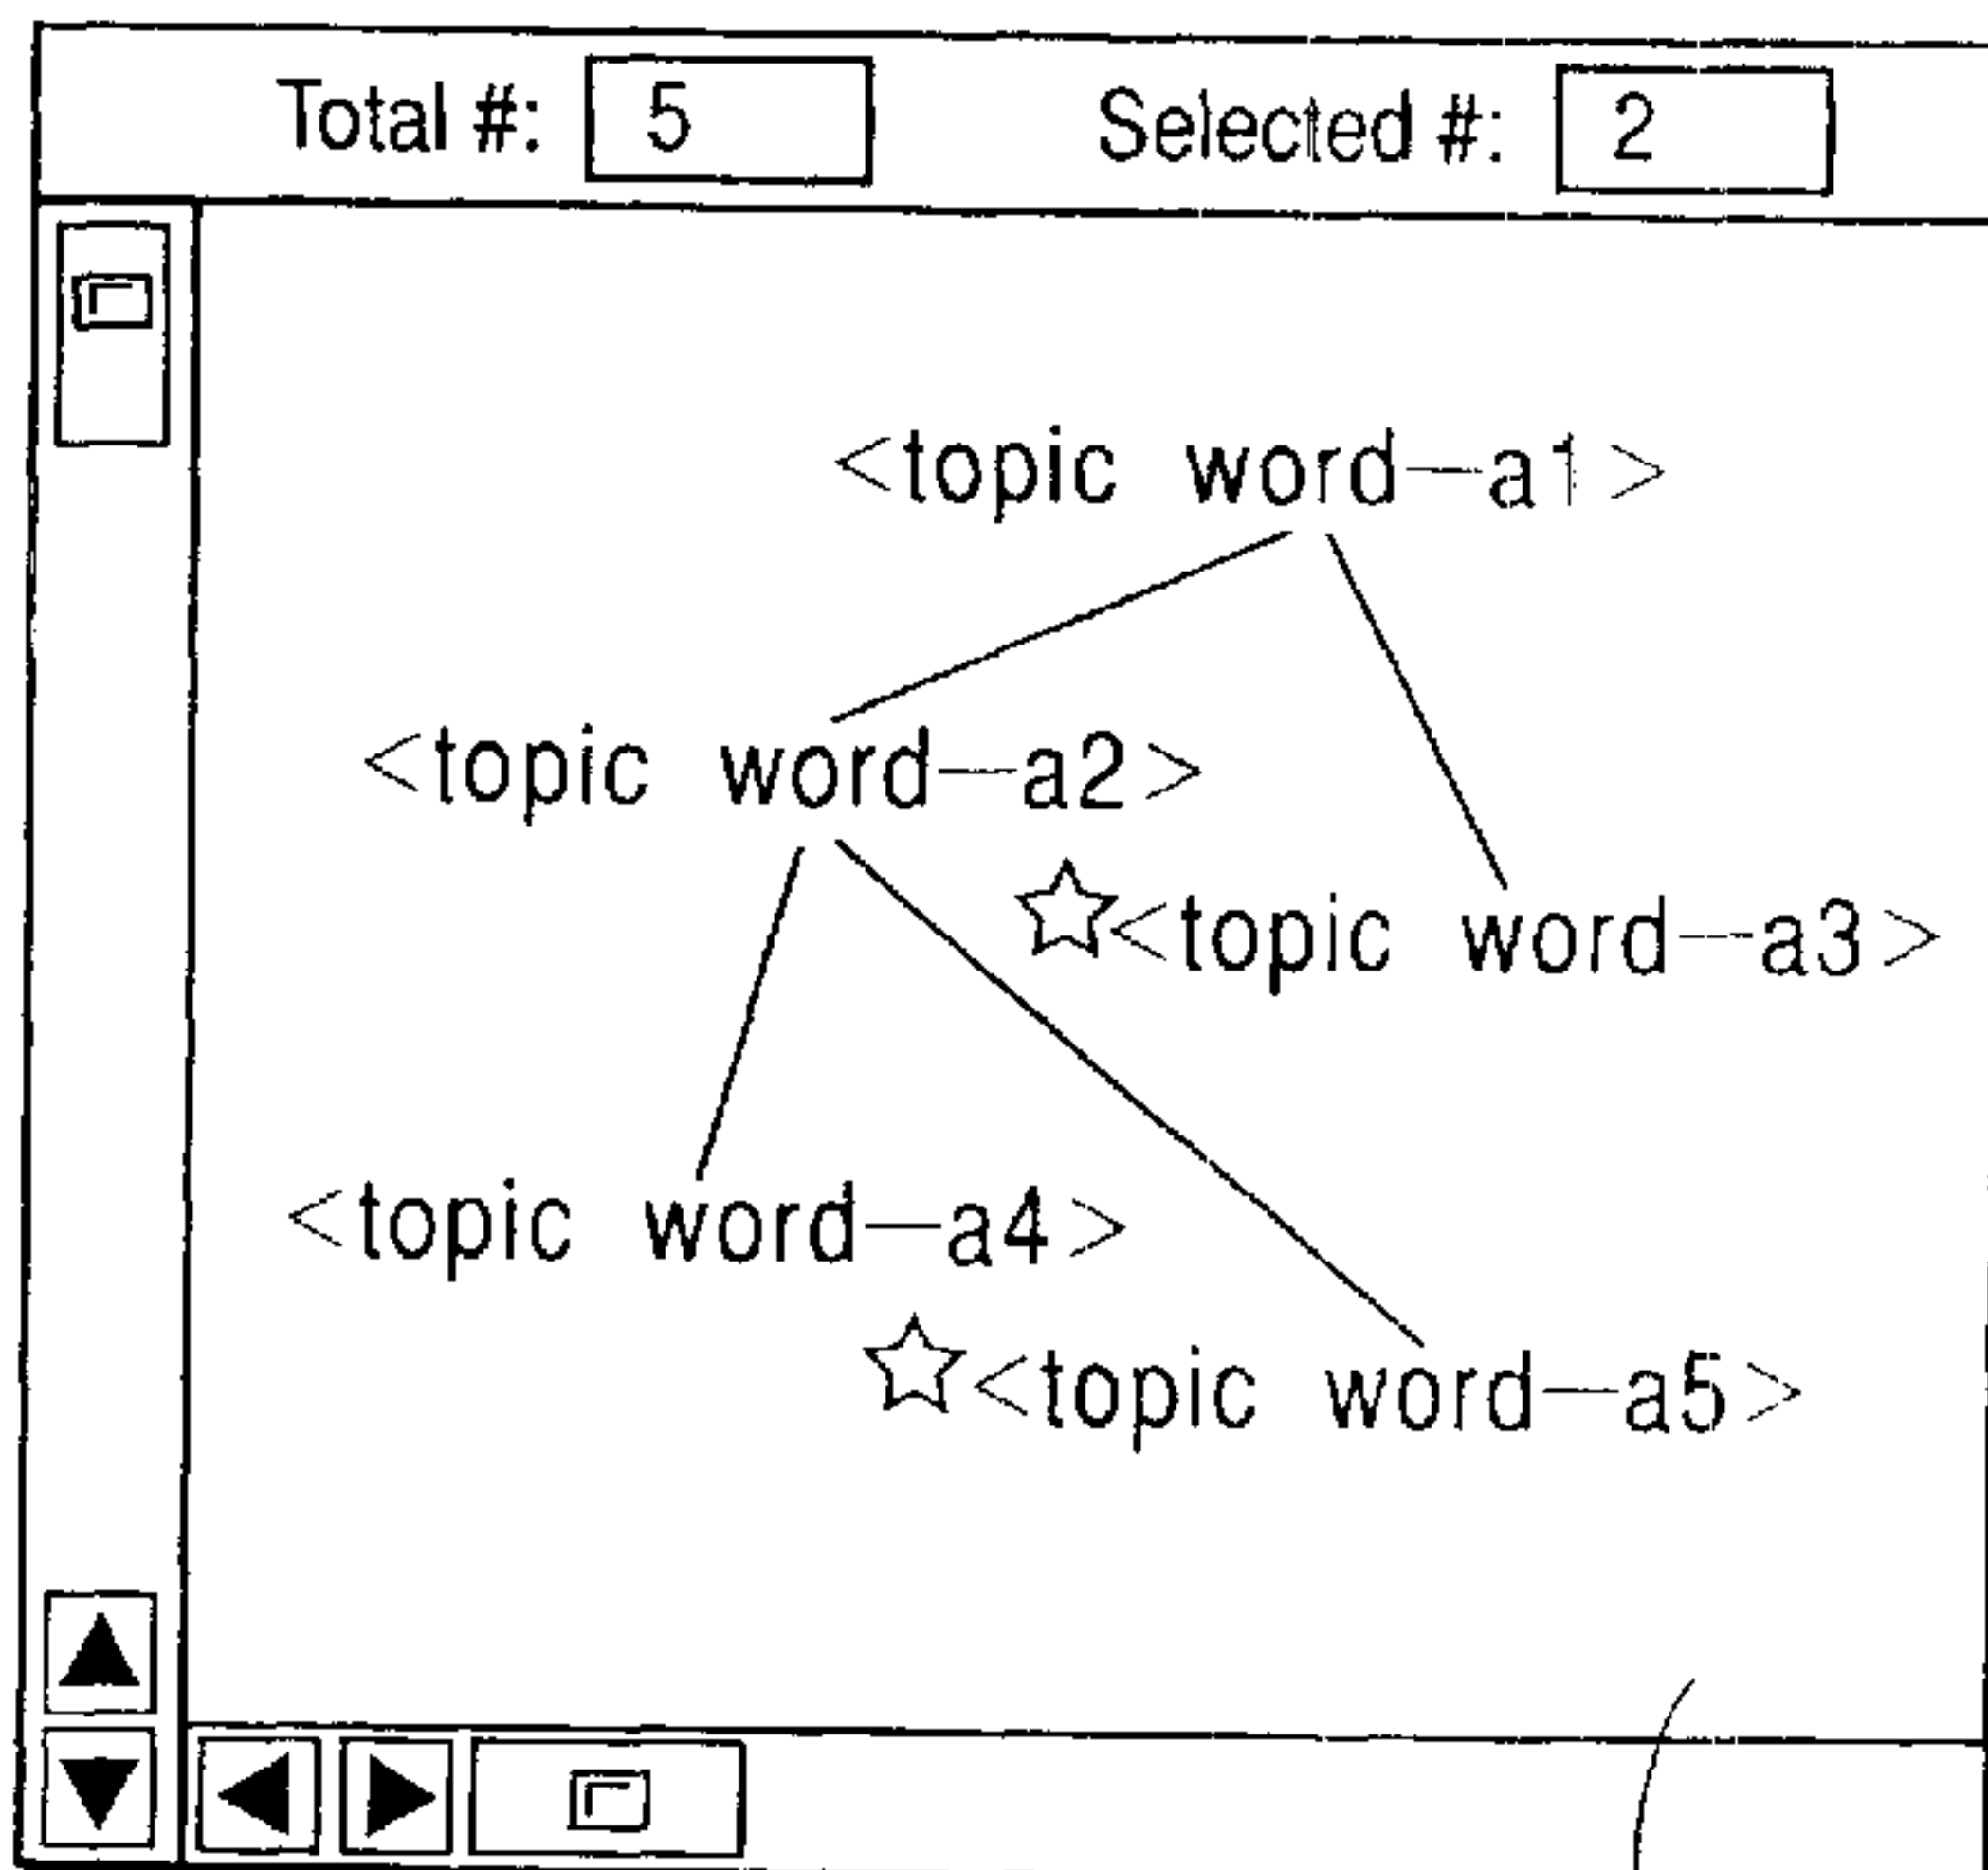 Total #: 5 Selected #: 2
<topic word—a1>
<topic word—a2>
☆<topic word—a3>
<topic word—a4>
☆<topic word—a5>